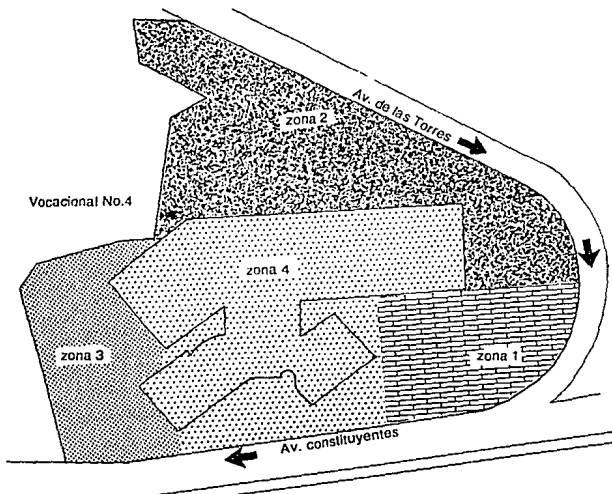 zona 2
Av. de las Torres
Vocacional No.4
zona 4
zona 3
zona 1
Av. constituyentes